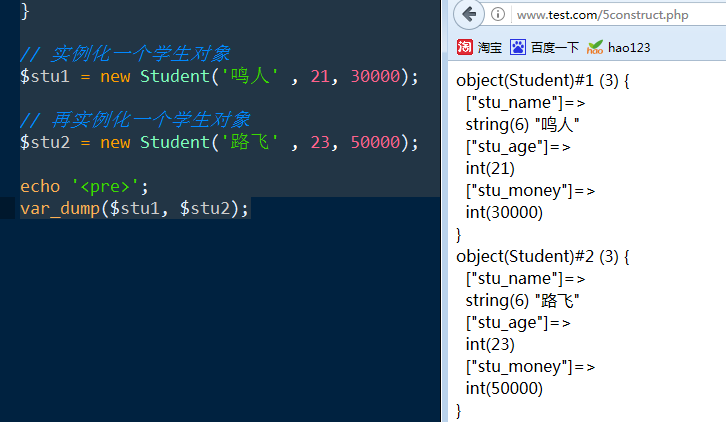 }
// 实例化一个学生对象
$stu1 = new Student('鸣人' , 21, 30000);
// 再实例化一个学生对象
$stu2 = new Student('路飞' , 23, 50000);
echo '<pre>';
var_dump($stu1, $stu2);
www.test.com/5construct.php
淘 淘宝 百度一下 hao hao123
object(Student)#1 (3) {
["stu_name"]=>
string(6) "鸣人"
["stu_age"]=>
int(21)
["stu_money"]=>
int(30000)
}
object(Student)#2 (3) {
["stu_name"]=>
string(6) "路飞"
["stu_age"]=>
int(23)
["stu_money"]=>
int(50000)
}